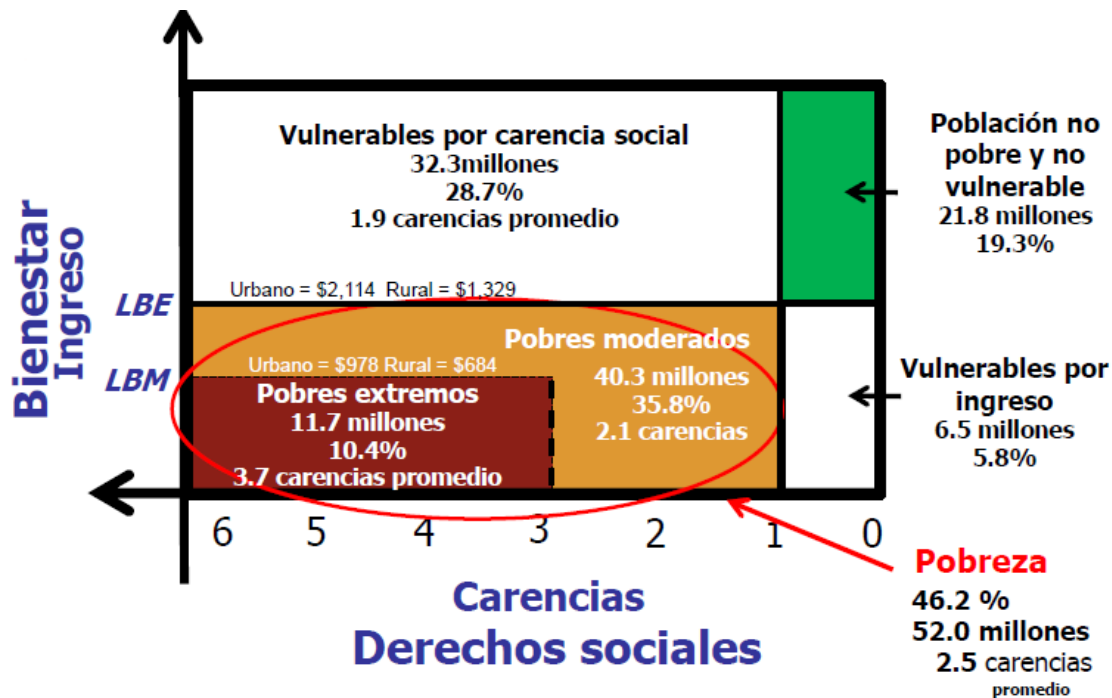 Vulnerables por carencia social
32.3millones
28.7%
1.9 carencias promedio
Población no
pobre y no
vulnerable
21.8 millones
19.3%
Bienestar
Ingreso
LBE
Urbano = $2,114 Rural = $1,329
Pobres moderados
40.3 millones
35.8%
2.1 carencias
LBM
Urbano = $978 Rural = $684
Pobres extremos
11.7 millones
10.4%
3.7 carencias promedio
Vulnerables por
ingreso
6.5 millones
5.8%
6 5 4 3 2 1 0
Carencias
Derechos sociales
Pobreza
46.2 %
52.0 millones
2.5 carencias
promedio